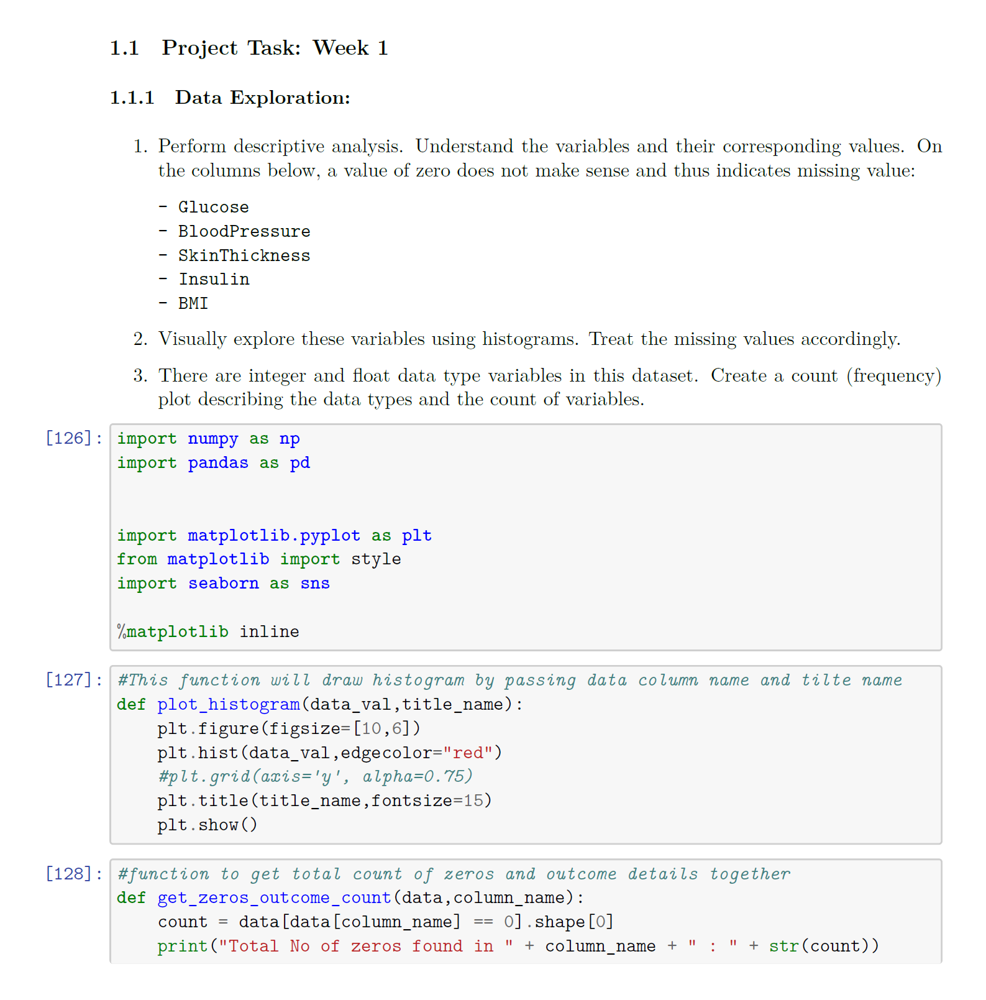 1.1 Project Task: Week 1
1.1.1 Data Exploration:
1. Perform descriptive analysis. Understand the variables and their corresponding values. On
the columns below, a value of zero does not make sense and thus indicates missing value:
- Glucose
- BloodPressure
- SkinThickness
- Insulin
- BMI
2. Visually explore these variables using histograms. Treat the missing values accordingly.
3. There are integer and float data type variables in this dataset. Create a count (frequency)
plot describing the data types and the count of variables.
[126]: import numpy as np
import pandas as pd
import matplotlib.pyplot as plt
from matplotlib import style
import seaborn as sns
%matplotlib inline
[127]: #This function will draw histogram by passing data column name and tilte name
def plot_histogram(data_val,title_name):
    plt.figure(figsize=[10,6])
    plt.hist(data_val,edgecolor="red")
    #plt.grid(axis='y', alpha=0.75)
    plt.title(title_name,fontsize=15)
    plt.show()
[128]: #function to get total count of zeros and outcome details together
def get_zeros_outcome_count(data,column_name):
    count = data[data[column_name] == 0].shape[0]
    print("Total No of zeros found in " + column_name + " : " + str(count))